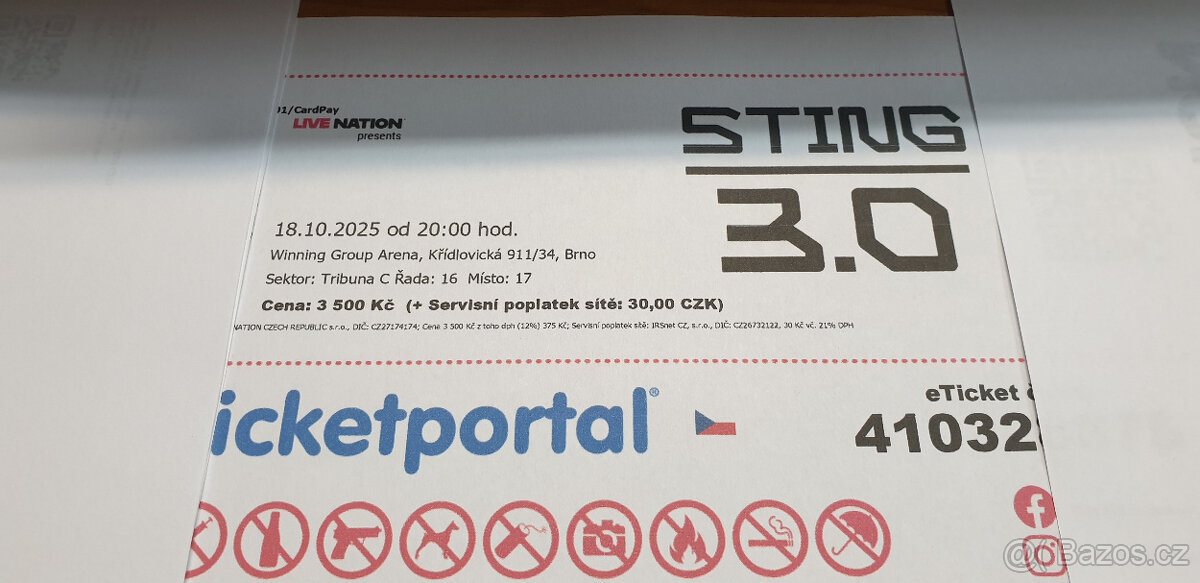 01/CardPay
LIVE NATION
presents
STING
3.0
18.10.2025 od 20:00 hod.
Winning Group Arena, Křídlovická 911/34, Brno
Sektor: Tribuna C Řada: 16 Místo: 17
Cena: 3 500 Kč (+ Servisní poplatek sítě: 30,00 CZK)
NATION CZECH REPUBLIC s.r.o., DIČ: CZ27174174; Cena 3 500 Kč z toho dph (12%) 375 Kč; Servisní poplatek sítě: IRSnet CZ, s.r.o., DIČ: CZ26732122, 30 Kč vč. 21% DPH
icketportal®
eTicket
41032
Bazos.cz